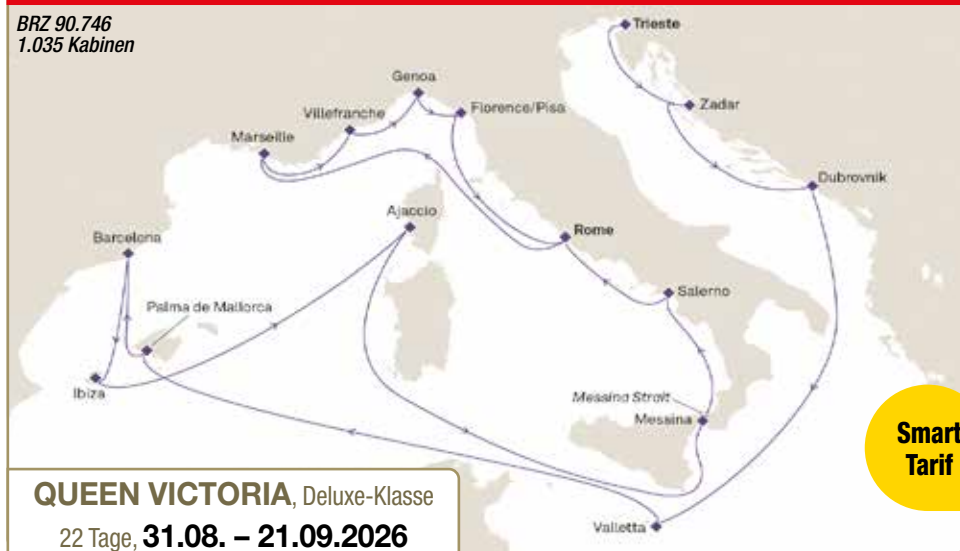 BRZ 90.746
1.035 Kabinen
Trieste
Genoa
Zadar
Villefranche
Florence/Pisa
Marseille
Dubrovnik
Ajaccio
Rome
Barcelona
Salerno
Palma de Mallorca
Ibiza
Messina Strait
Messina
Smart
Tarif
QUEEN VICTORIA, Deluxe-Klasse
22 Tage, 31.08. – 21.09.2026
Valletta